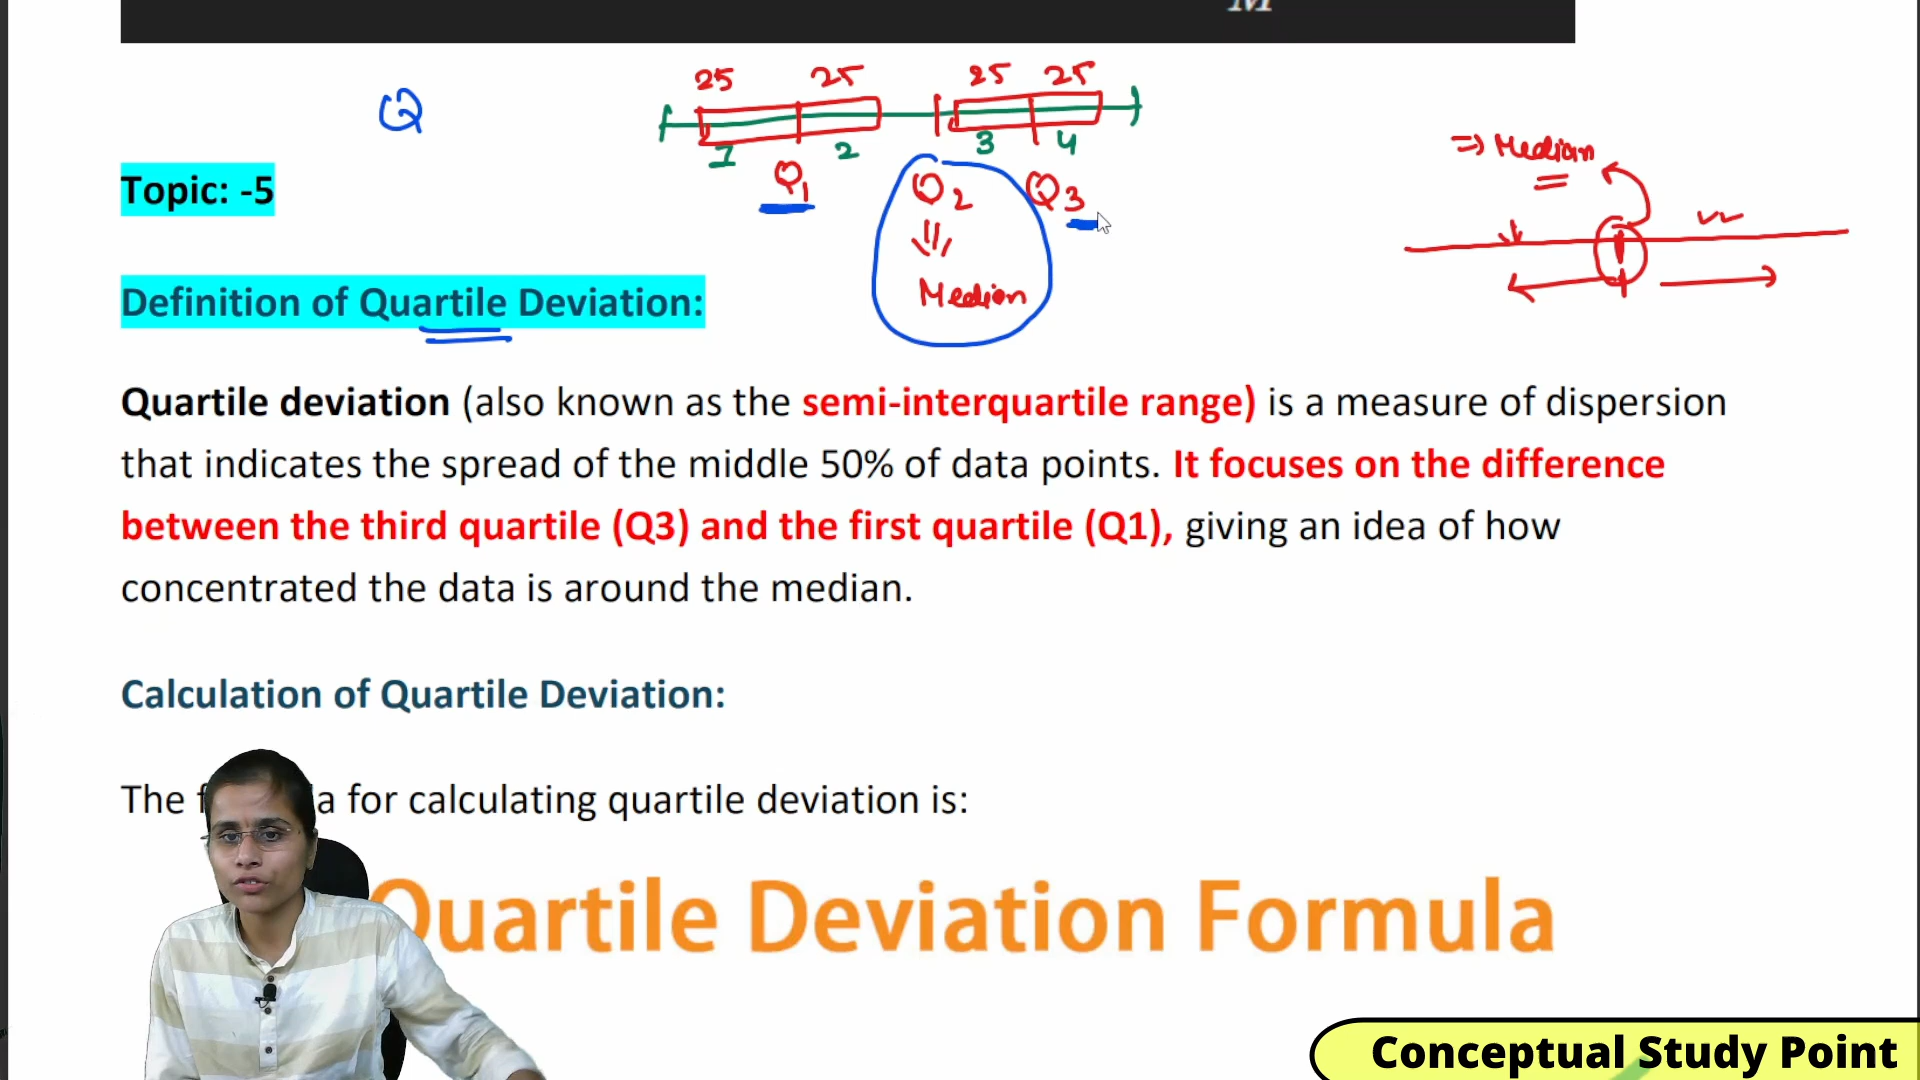 M
25 25 25 25
Q
1 2 3 4
=> Median
Q1 Q2 Q3
Topic: -5
Median
Definition of Quartile Deviation:
Quartile deviation (also known as the semi-interquartile range) is a measure of dispersion
that indicates the spread of the middle 50% of data points. It focuses on the difference
between the third quartile (Q3) and the first quartile (Q1), giving an idea of how
concentrated the data is around the median.
Calculation of Quartile Deviation:
The f a for calculating quartile deviation is:
Quartile Deviation Formula
Conceptual Study Point